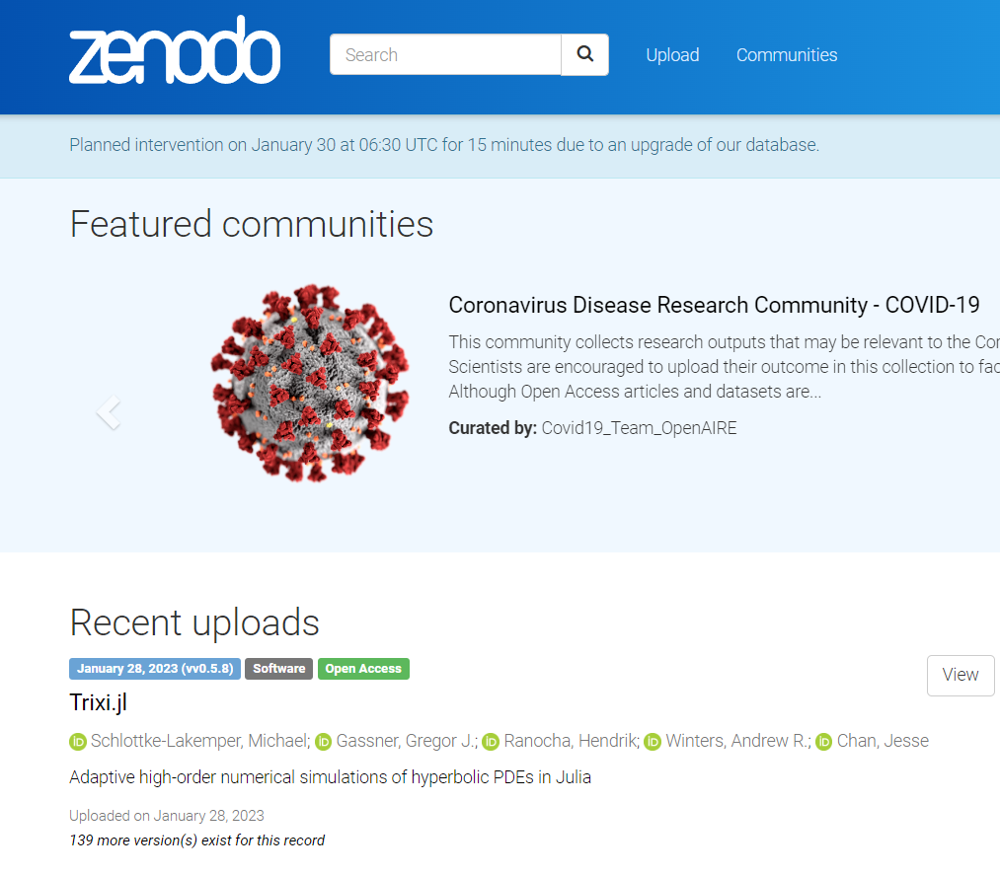 zenodo
Search
Upload
Communities
Planned intervention on January 30 at 06:30 UTC for 15 minutes due to an upgrade of our database.
Featured communities
Coronavirus Disease Research Community - COVID-19
This community collects research outputs that may be relevant to the Cor
Scientists are encouraged to upload their outcome in this collection to fac
Although Open Access articles and datasets are...
Curated by: Covid19_Team_OpenAIRE
Recent uploads
January 28, 2023 (vv0.5.8) Software Open Access
View
Trixi.jl
iD Schlottke-Lakemper, Michael; iD Gassner, Gregor J.; iD Ranocha, Hendrik; iD Winters, Andrew R.; iD Chan, Jesse
Adaptive high-order numerical simulations of hyperbolic PDEs in Julia
Uploaded on January 28, 2023
139 more version(s) exist for this record